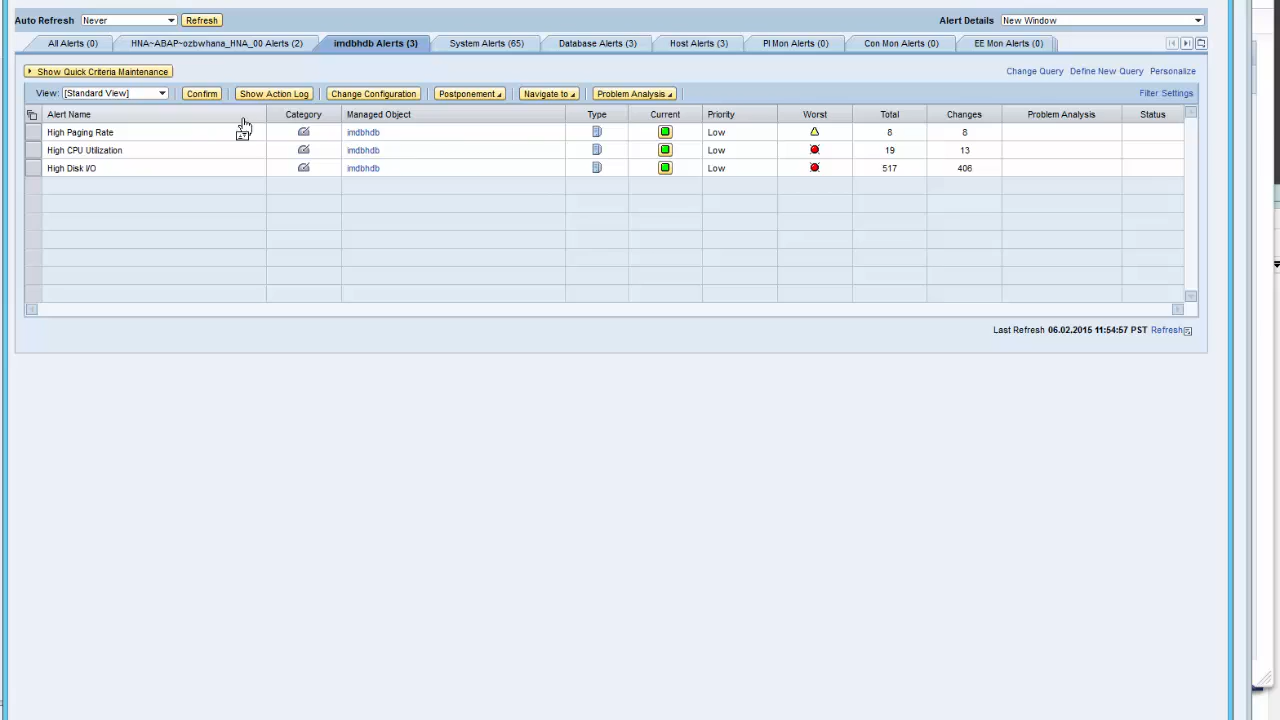 Auto Refresh Never Refresh Alert Details New Window
All Alerts (0) HNA~ABAP~ozbwhana_HNA_00 Alerts (2) imdbhdb Alerts (3) System Alerts (65) Database Alerts (3) Host Alerts (3) PI Mon Alerts (0) Con Mon Alerts (0) EE Mon Alerts (0)
Show Quick Criteria Maintenance Change Query Define New Query Personalize
View: [Standard View] Confirm Show Action Log Change Configuration Postponement Navigate to Problem Analysis Filter Settings
Alert Name Category Managed Object Type Current Priority Worst Total Changes Problem Analysis Status
High Paging Rate imdbhdb Low 8 8
High CPU Utilization imdbhdb Low 19 13
High Disk I/O imdbhdb Low 517 406
Last Refresh 06.02.2015 11:54:57 PST Refresh